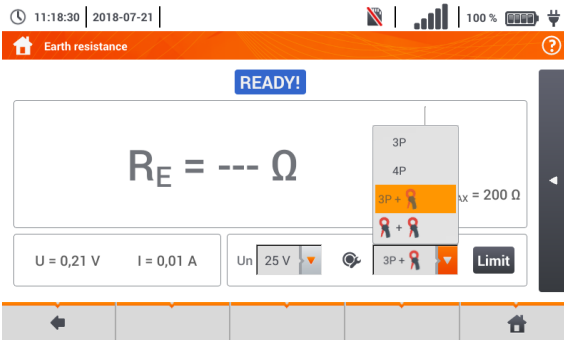 11:18:30 2018-07-21 100 %
Earth resistance ?
READY!
RE = --- Ω
3P
4P
3P +
+
= 200 Ω
U = 0,21 V I = 0,01 A Un 25 V 3P + Limit